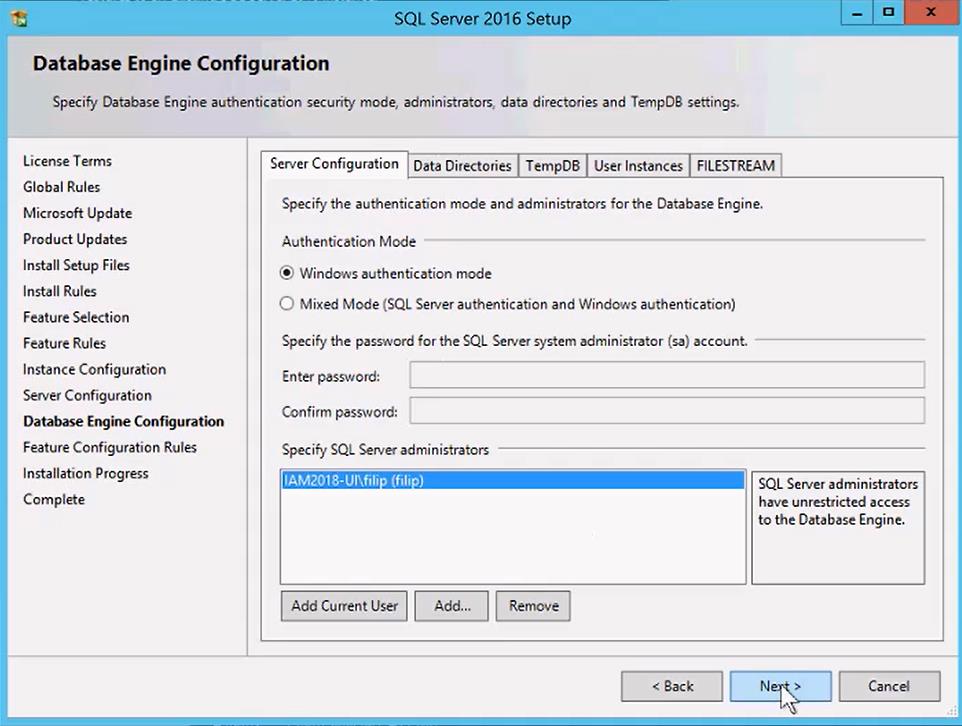 SQL Server 2016 Setup
Database Engine Configuration
Specify Database Engine authentication security mode, administrators, data directories and TempDB settings.
License Terms
Global Rules
Microsoft Update
Product Updates
Install Setup Files
Install Rules
Feature Selection
Feature Rules
Instance Configuration
Server Configuration
Database Engine Configuration
Feature Configuration Rules
Installation Progress
Complete
Server Configuration Data Directories TempDB User Instances FILESTREAM
Specify the authentication mode and administrators for the Database Engine.
Authentication Mode
Windows authentication mode
Mixed Mode (SQL Server authentication and Windows authentication)
Specify the password for the SQL Server system administrator (sa) account.
Enter password:
Confirm password:
Specify SQL Server administrators
IAM2018-UI\filip (filip)
SQL Server administrators
have unrestricted access
to the Database Engine.
Add Current User Add... Remove
< Back Next > Cancel